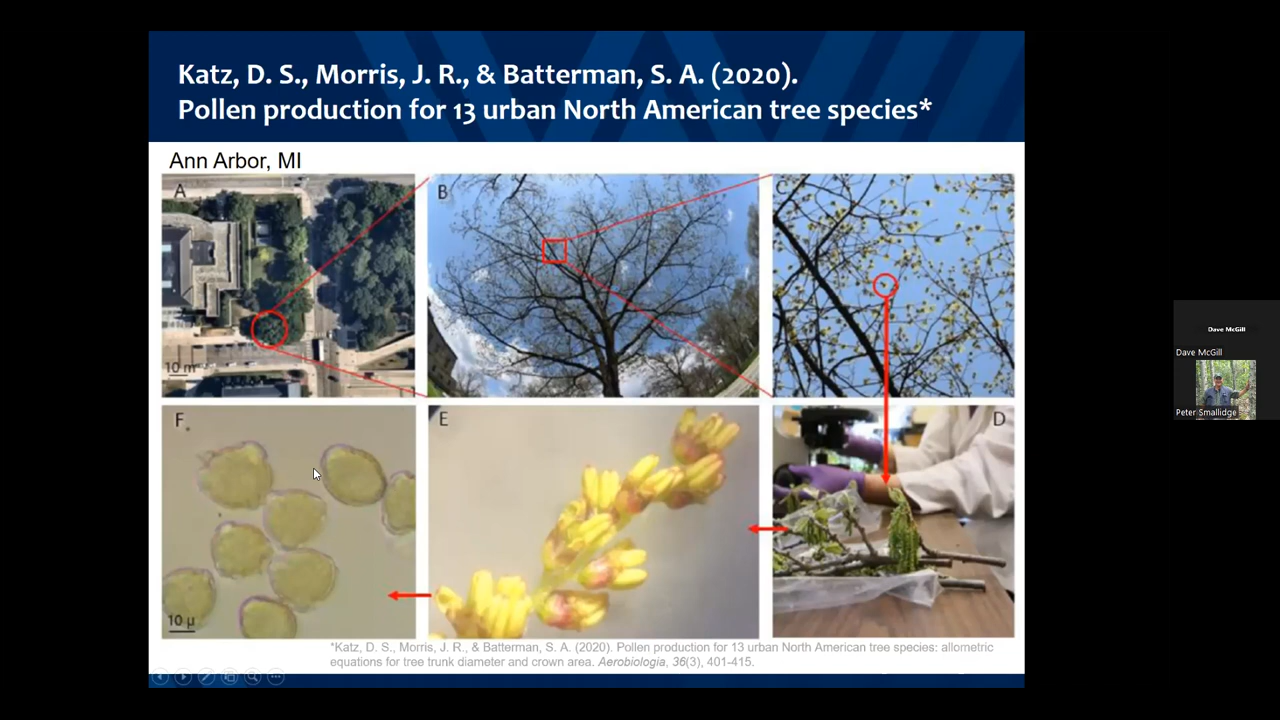 Katz, D. S., Morris, J. R., & Batterman, S. A. (2020).
Pollen production for 13 urban North American tree species*
Ann Arbor, MI
A
B
C
10 m
F.
E
D
10 µ
*Katz, D. S., Morris, J. R., & Batterman, S. A. (2020). Pollen production for 13 urban North American tree species: allometric
equations for tree trunk diameter and crown area. Aerobiologia, 36(3), 401-415.
Dave McGill
Dave McGill
Peter Smallidge